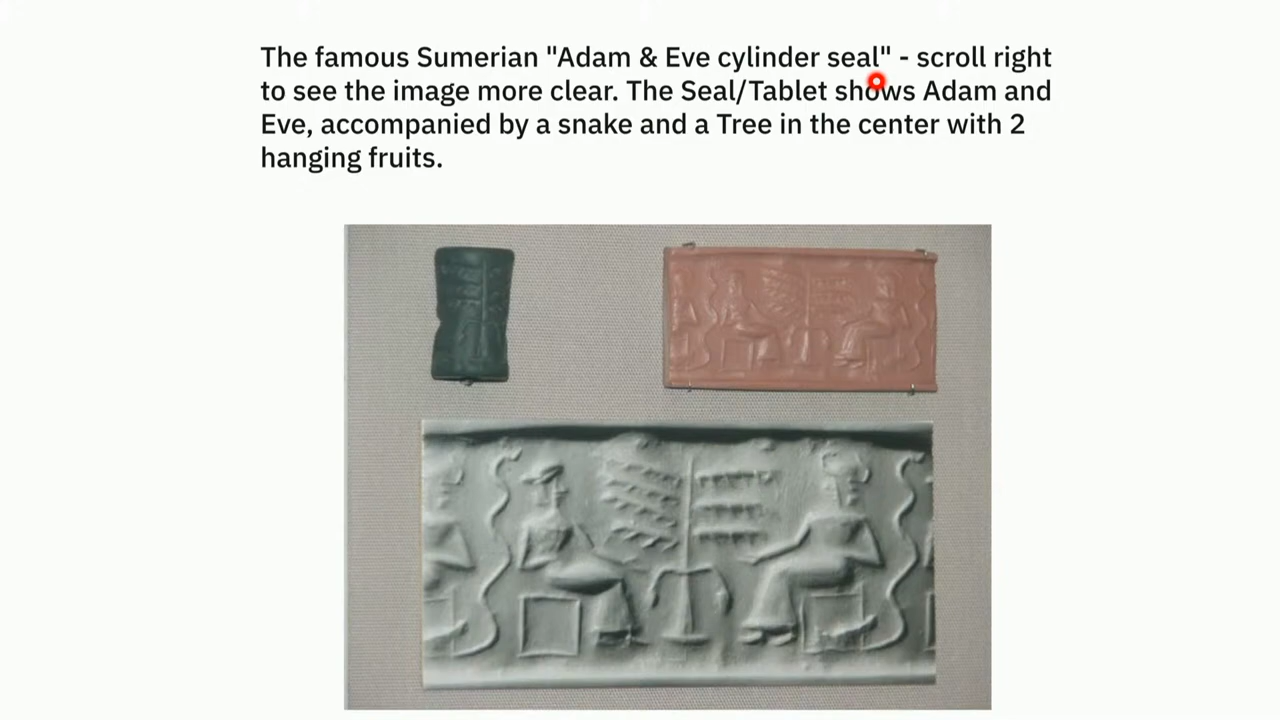 The famous Sumerian "Adam & Eve cylinder seal" - scroll right
to see the image more clear. The Seal/Tablet shows Adam and
Eve, accompanied by a snake and a Tree in the center with 2
hanging fruits.